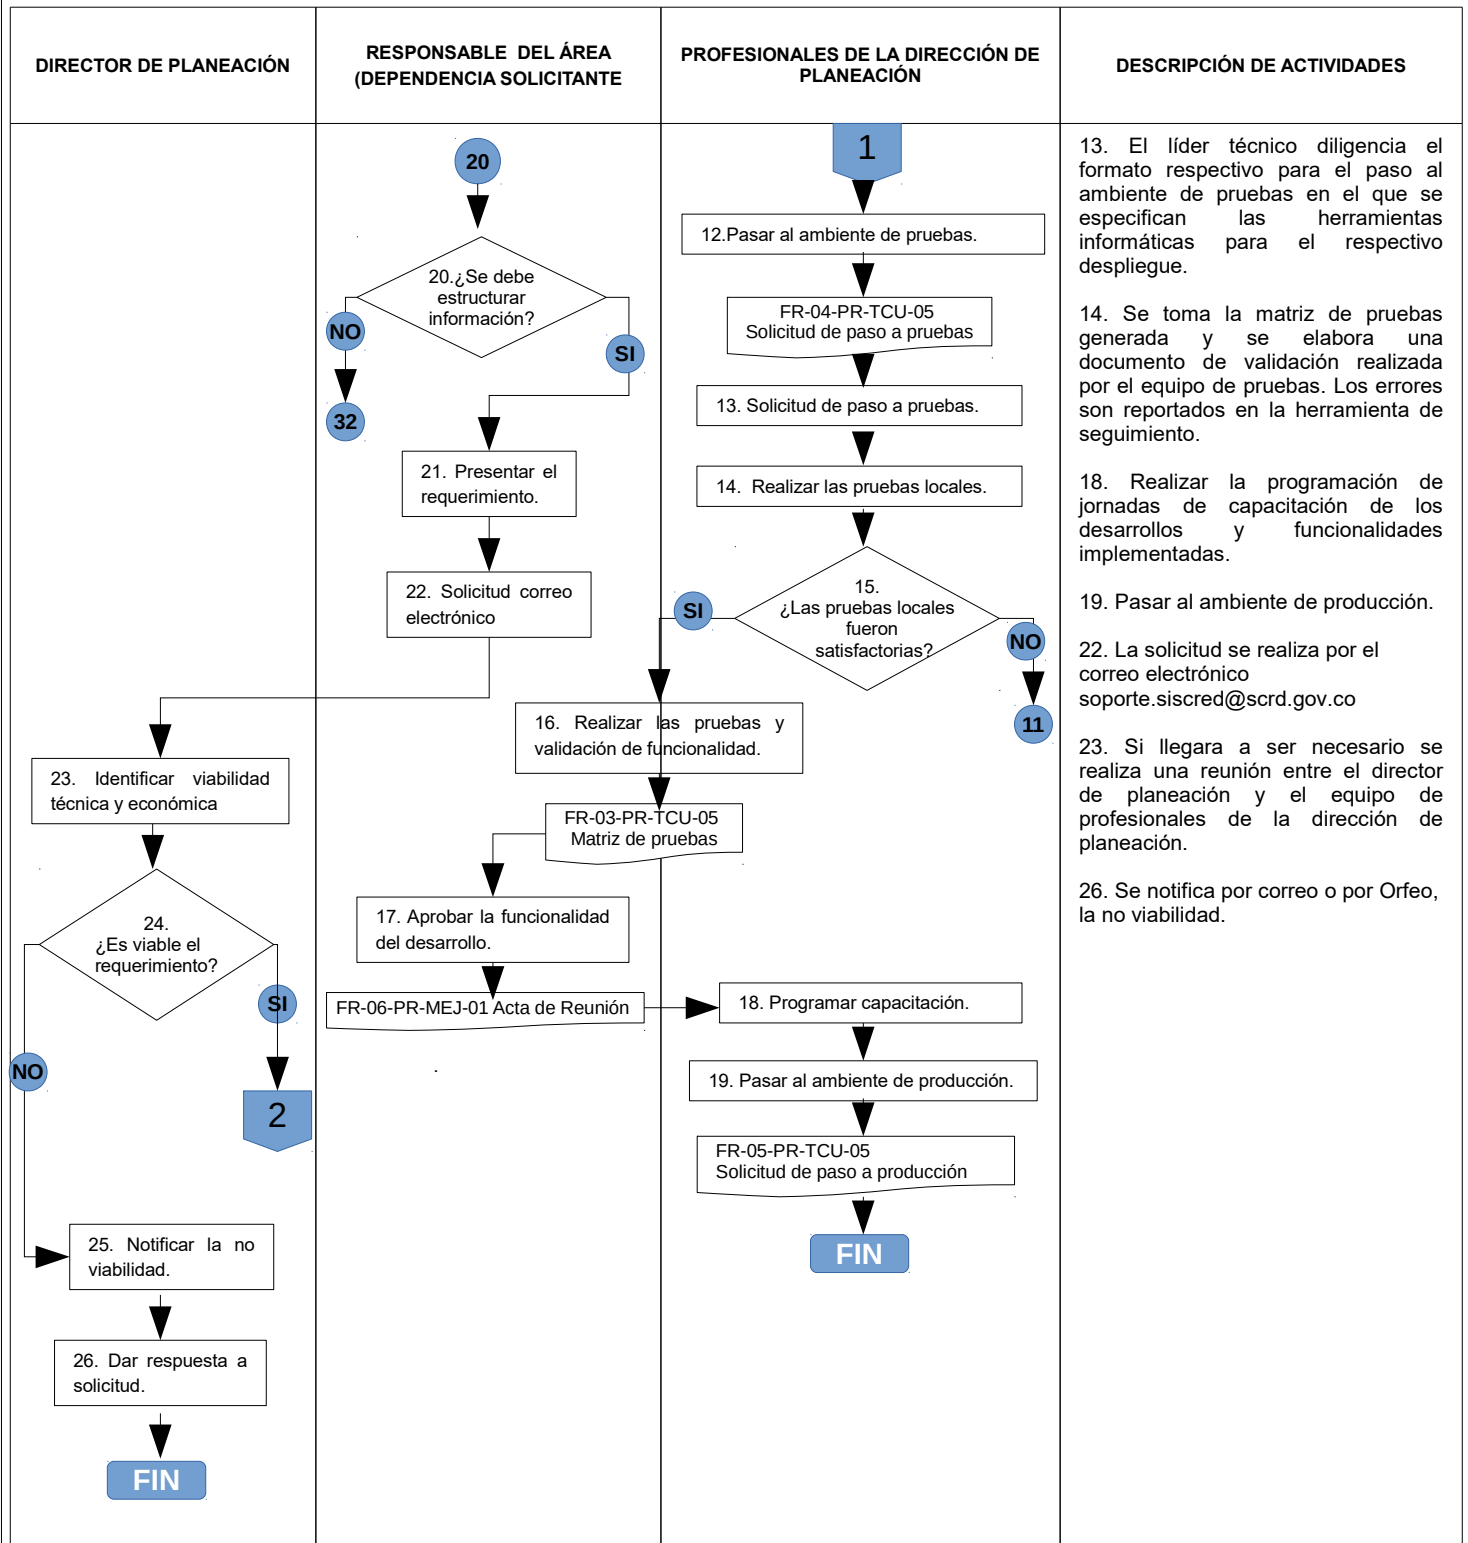 DIRECTOR DE PLANEACIÓN
RESPONSABLE DEL ÁREA
(DEPENDENCIA SOLICITANTE
PROFESIONALES DE LA DIRECCIÓN DE
PLANEACIÓN
DESCRIPCIÓN DE ACTIVIDADES
20
20.¿Se debe
estructurar
información?
NO
SI
32
21. Presentar el
requerimiento.
22. Solicitud correo
electrónico
23. Identificar viabilidad
técnica y económica
24.
¿Es viable el
requerimiento?
SI
NO
2
25. Notificar la no
viabilidad.
26. Dar respuesta a
solicitud.
FIN
1
12.Pasar al ambiente de pruebas.
FR-04-PR-TCU-05
Solicitud de paso a pruebas
13. Solicitud de paso a pruebas.
14. Realizar las pruebas locales.
15.
¿Las pruebas locales
fueron
satisfactorias?
SI
NO
11
16. Realizar las pruebas y
validación de funcionalidad.
FR-03-PR-TCU-05
Matriz de pruebas
17. Aprobar la funcionalidad
del desarrollo.
FR-06-PR-MEJ-01 Acta de Reunión
18. Programar capacitación.
19. Pasar al ambiente de producción.
FR-05-PR-TCU-05
Solicitud de paso a producción
FIN
13. El líder técnico diligencia el
formato respectivo para el paso al
ambiente de pruebas en el que se
especifican las herramientas
informáticas para el respectivo
despliegue.
14. Se toma la matriz de pruebas
generada y se elabora una
documento de validación realizada
por el equipo de pruebas. Los errores
son reportados en la herramienta de
seguimiento.
18. Realizar la programación de
jornadas de capacitación de los
desarrollos y funcionalidades
implementadas.
19. Pasar al ambiente de producción.
22. La solicitud se realiza por el
correo electrónico
soporte.siscred@scrd.gov.co
23. Si llegara a ser necesario se
realiza una reunión entre el director
de planeación y el equipo de
profesionales de la dirección de
planeación.
26. Se notifica por correo o por Orfeo,
la no viabilidad.